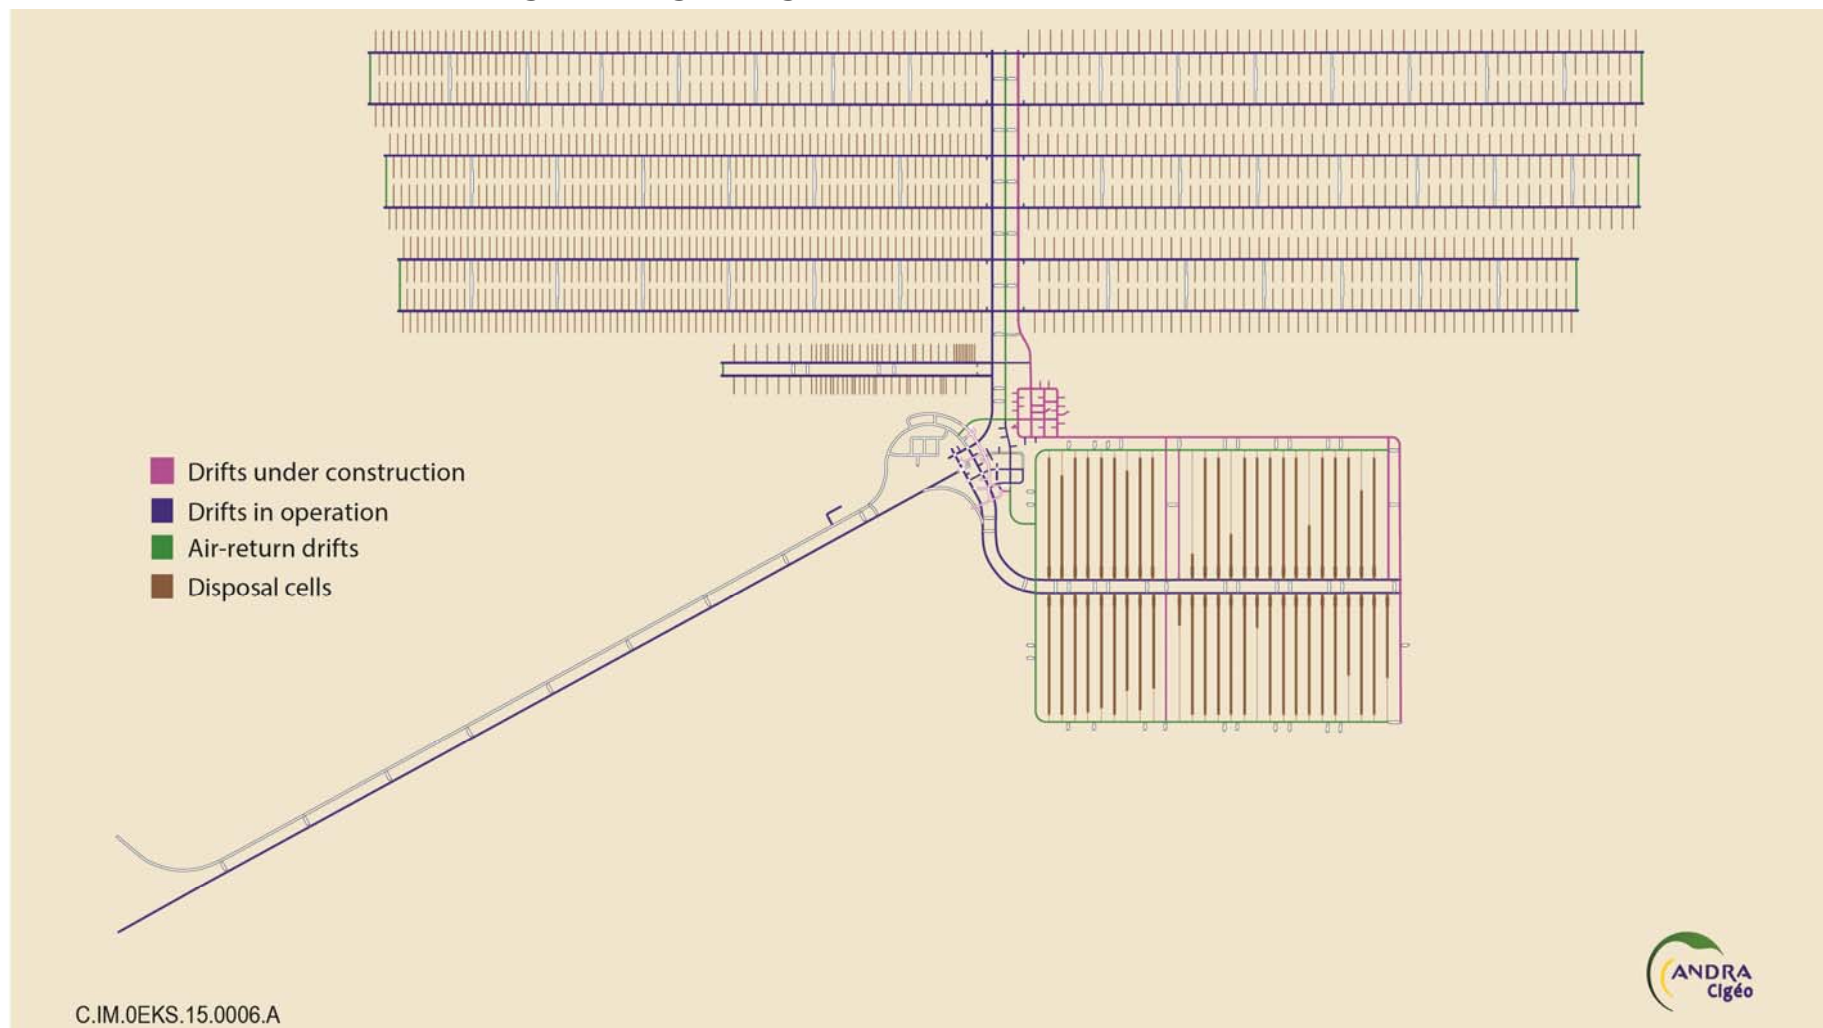 Drifts under construction
Drifts in operation
Air-return drifts
Disposal cells
ANDRA
Cigéo
C.IM.0EKS.15.0006.A